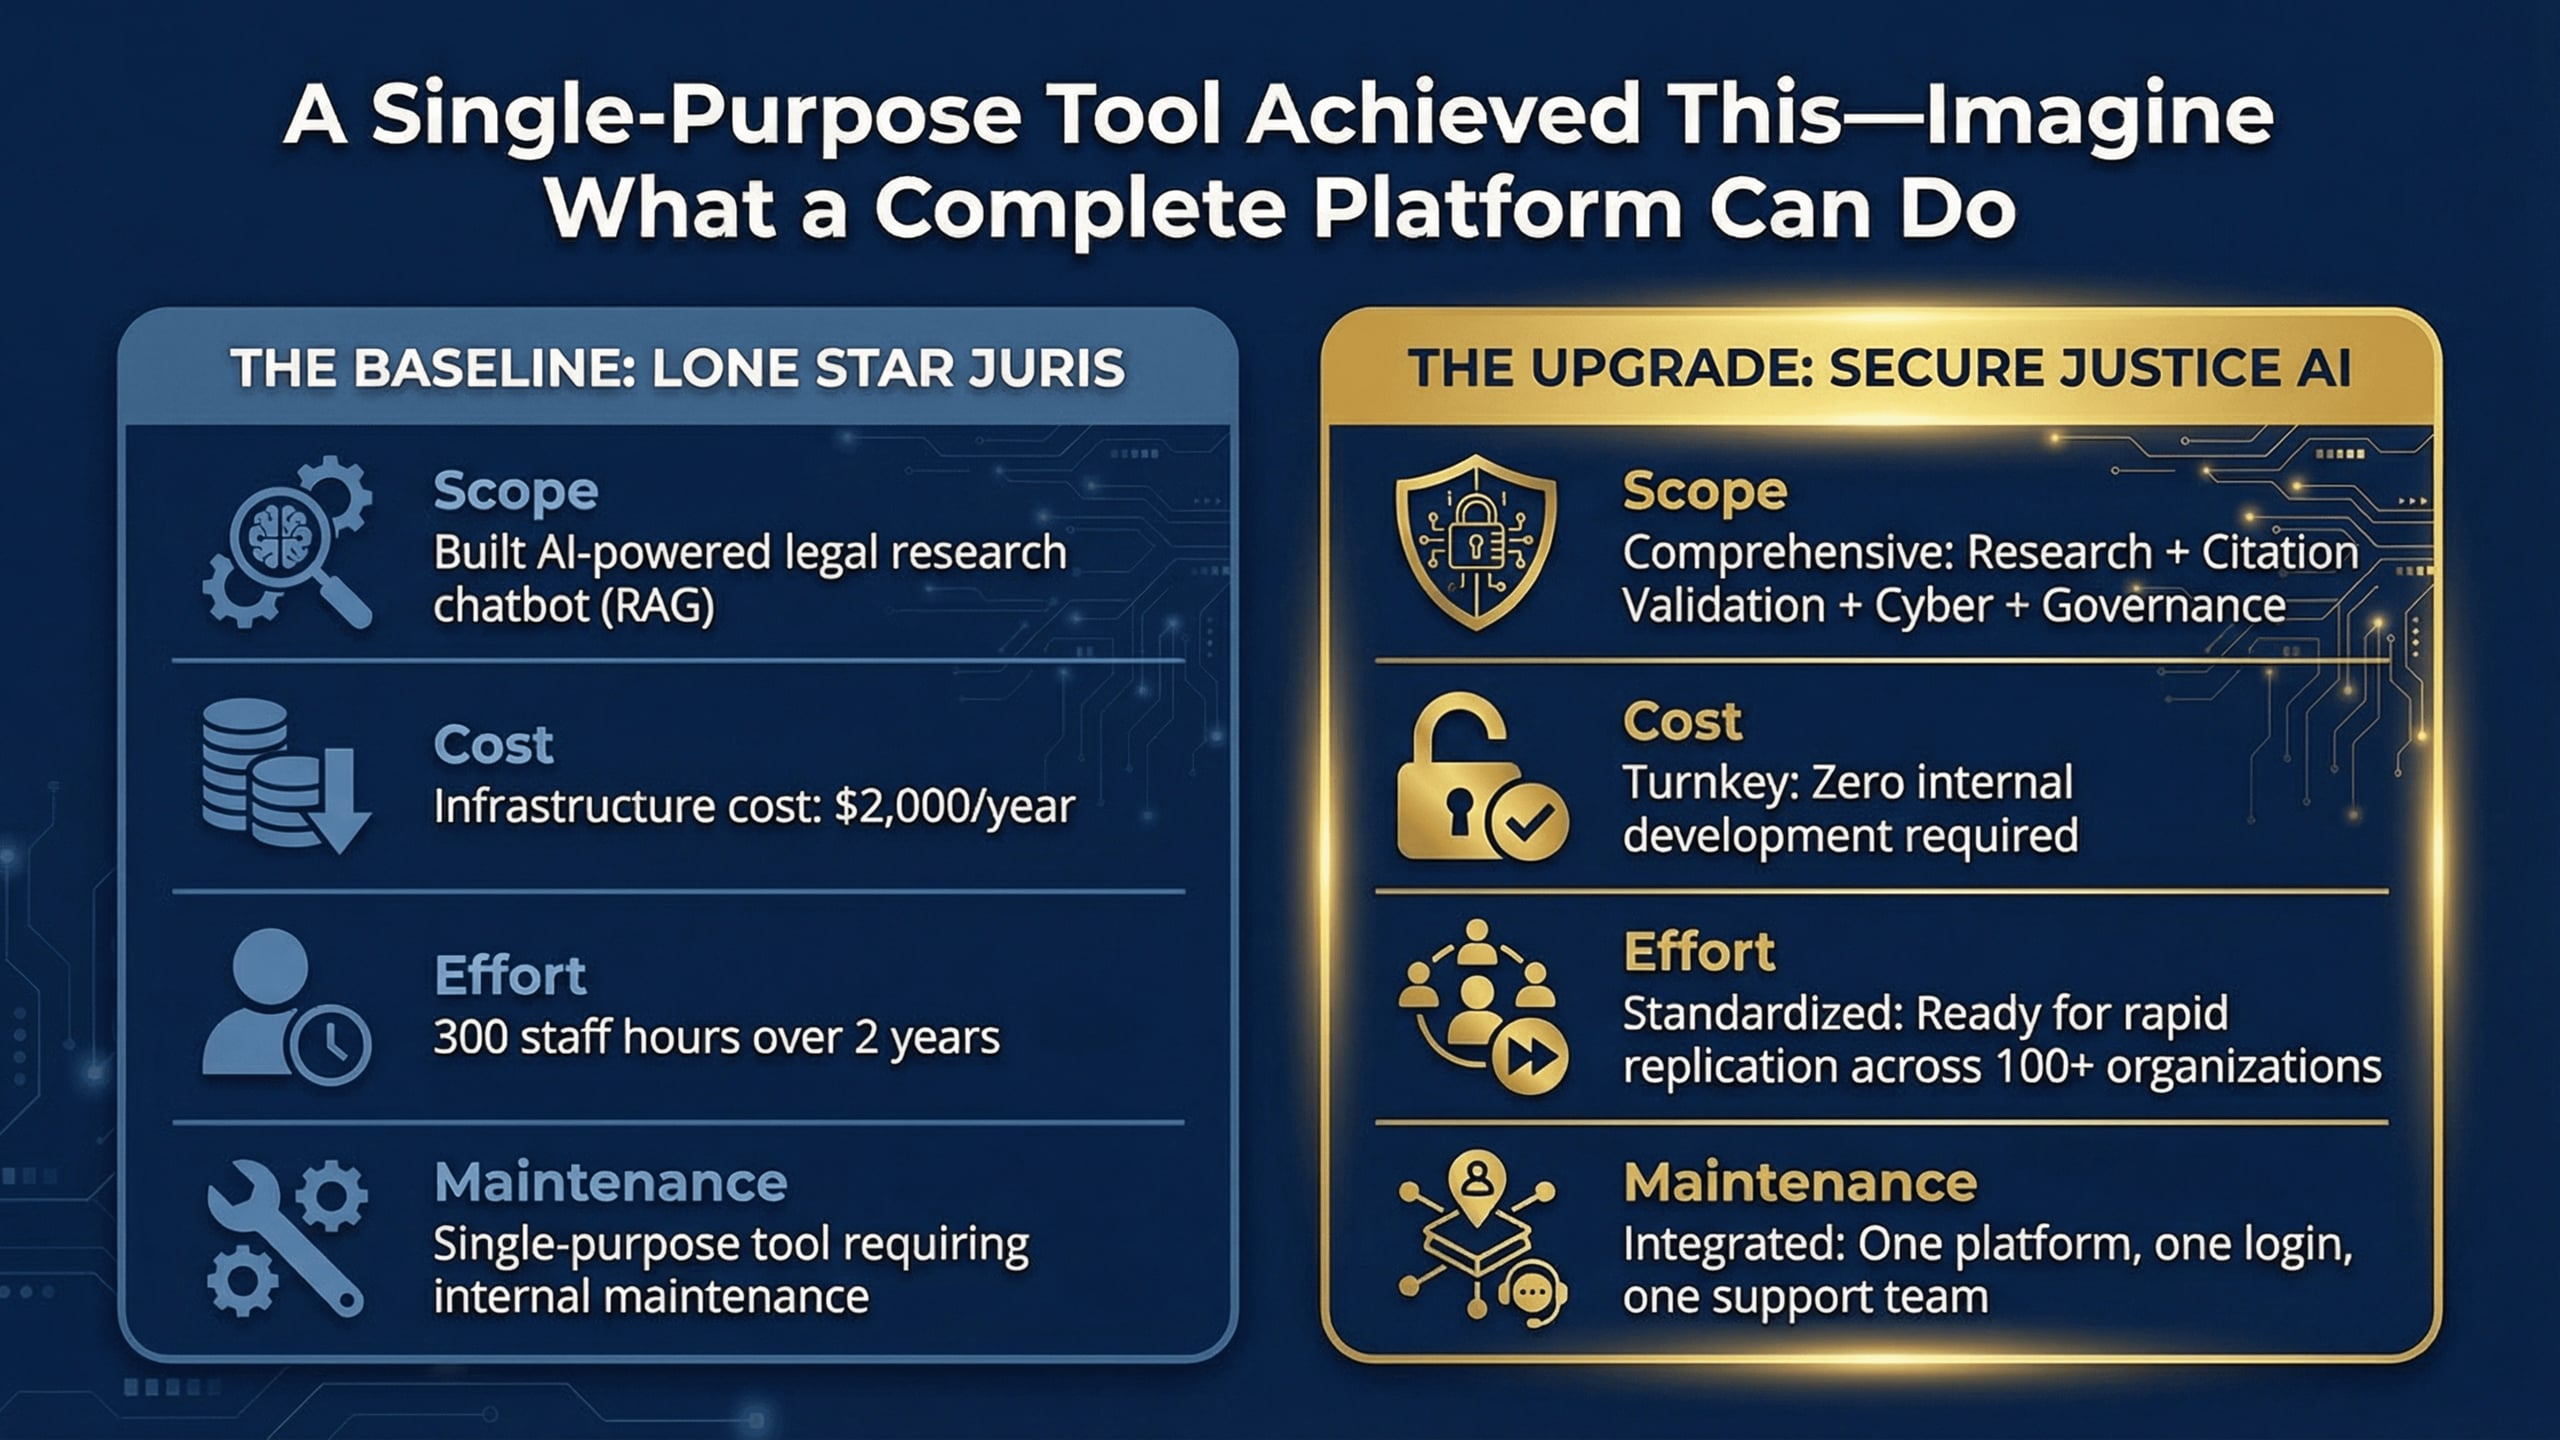 A Single-Purpose Tool Achieved This—Imagine
What a Complete Platform Can Do
THE BASELINE: LONE STAR JURIS
Scope
Built AI-powered legal research
chatbot (RAG)
Cost
Infrastructure cost: $2,000/year
Effort
300 staff hours over 2 years
Maintenance
Single-purpose tool requiring
internal maintenance
THE UPGRADE: SECURE JUSTICE AI
Scope
Comprehensive: Research + Citation
Validation + Cyber + Governance
Cost
Turnkey: Zero internal
development required
Effort
Standardized: Ready for rapid
replication across 100+ organizations
Maintenance
Integrated: One platform, one login,
one support team